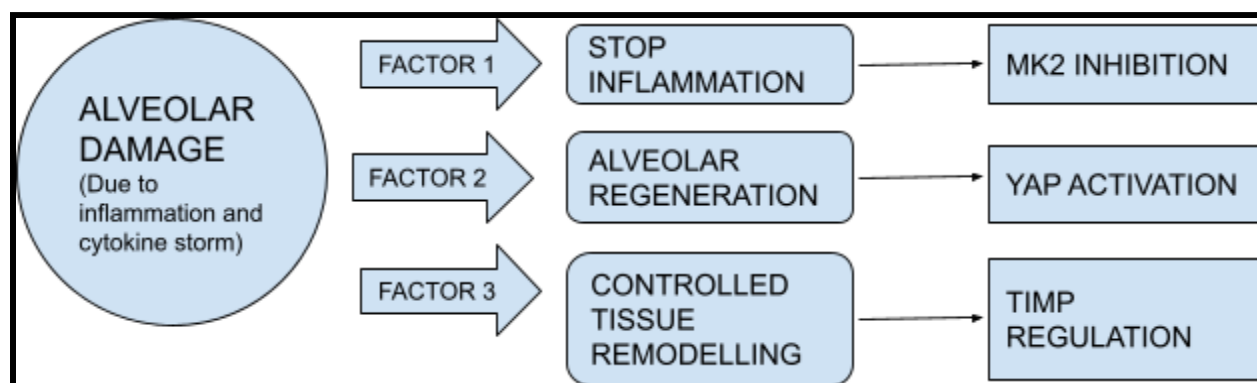 ALVEOLAR
DAMAGE
(Due to
inflammation and
cytokine storm)
FACTOR 1
STOP
INFLAMMATION
MK2 INHIBITION
FACTOR 2
ALVEOLAR
REGENERATION
YAP ACTIVATION
FACTOR 3
CONTROLLED
TISSUE
REMODELLING
TIMP
REGULATION